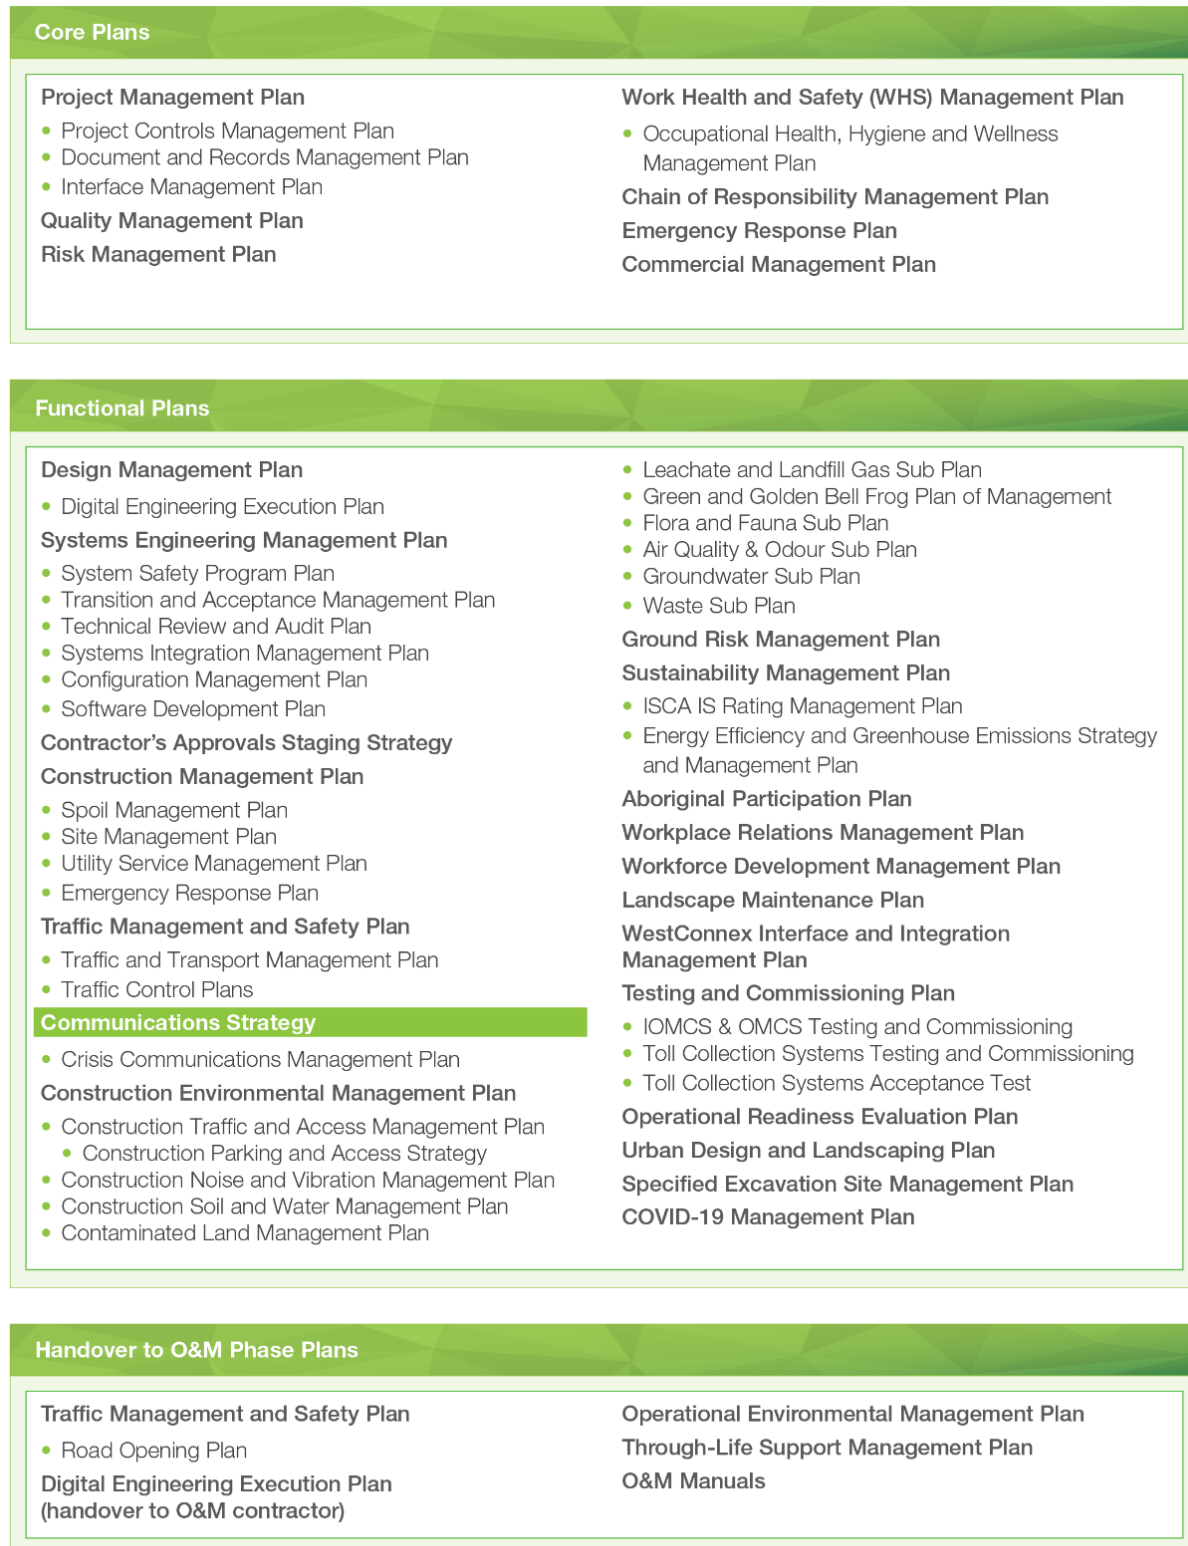 Core Plans
Project Management Plan
• Project Controls Management Plan
• Document and Records Management Plan
• Interface Management Plan
Quality Management Plan
Risk Management Plan
Work Health and Safety (WHS) Management Plan
• Occupational Health, Hygiene and Wellness
Management Plan
Chain of Responsibility Management Plan
Emergency Response Plan
Commercial Management Plan
Functional Plans
Design Management Plan
• Digital Engineering Execution Plan
Systems Engineering Management Plan
• System Safety Program Plan
• Transition and Acceptance Management Plan
• Technical Review and Audit Plan
• Systems Integration Management Plan
• Configuration Management Plan
• Software Development Plan
Contractor's Approvals Staging Strategy
Construction Management Plan
• Spoil Management Plan
• Site Management Plan
• Utility Service Management Plan
• Emergency Response Plan
Traffic Management and Safety Plan
• Traffic and Transport Management Plan
• Traffic Control Plans
Communications Strategy
• Crisis Communications Management Plan
Construction Environmental Management Plan
• Construction Traffic and Access Management Plan
• Construction Parking and Access Strategy
• Construction Noise and Vibration Management Plan
• Construction Soil and Water Management Plan
• Contaminated Land Management Plan
• Leachate and Landfill Gas Sub Plan
• Green and Golden Bell Frog Plan of Management
• Flora and Fauna Sub Plan
• Air Quality & Odour Sub Plan
• Groundwater Sub Plan
• Waste Sub Plan
Ground Risk Management Plan
Sustainability Management Plan
• ISCA IS Rating Management Plan
• Energy Efficiency and Greenhouse Emissions Strategy
and Management Plan
Aboriginal Participation Plan
Workplace Relations Management Plan
Workforce Development Management Plan
Landscape Maintenance Plan
WestConnex Interface and Integration
Management Plan
Testing and Commissioning Plan
• IOMCS & OMCS Testing and Commissioning
• Toll Collection Systems Testing and Commissioning
• Toll Collection Systems Acceptance Test
Operational Readiness Evaluation Plan
Urban Design and Landscaping Plan
Specified Excavation Site Management Plan
COVID-19 Management Plan
Handover to O&M Phase Plans
Traffic Management and Safety Plan
• Road Opening Plan
Digital Engineering Execution Plan
(handover to O&M contractor)
Operational Environmental Management Plan
Through-Life Support Management Plan
O&M Manuals